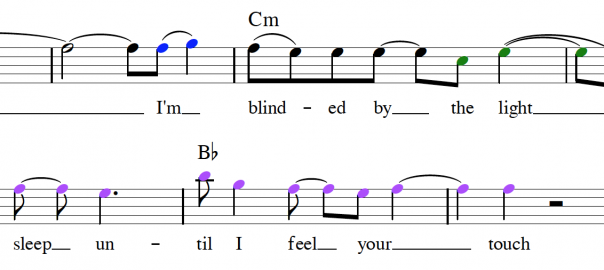 Cm
I'm blind - ed by the light
B♭
sleep un - til I feel your touch